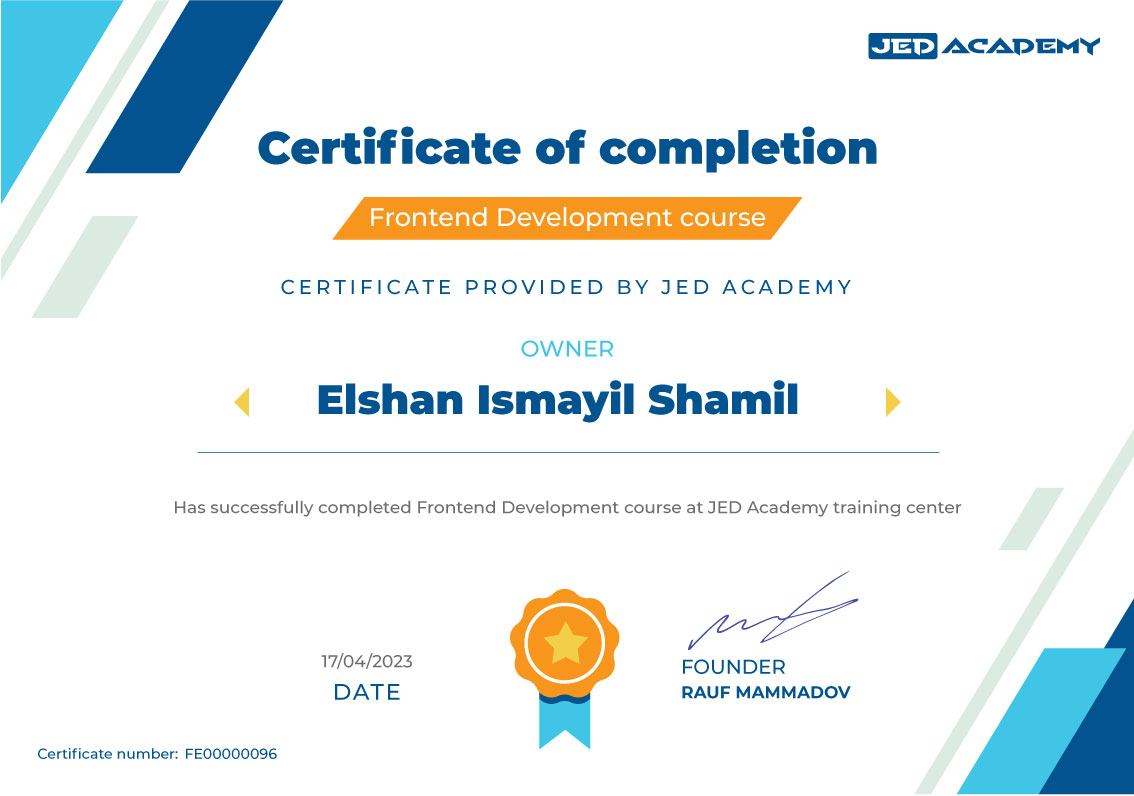 JED ACADEMY
Certificate of completion
Frontend Development course
CERTIFICATE PROVIDED BY JED ACADEMY
OWNER
Elshan Ismayil Shamil
Has successfully completed Frontend Development course at JED Academy training center
17/04/2023
DATE
FOUNDER
RAUF MAMMADOV
Certificate number: FE00000096